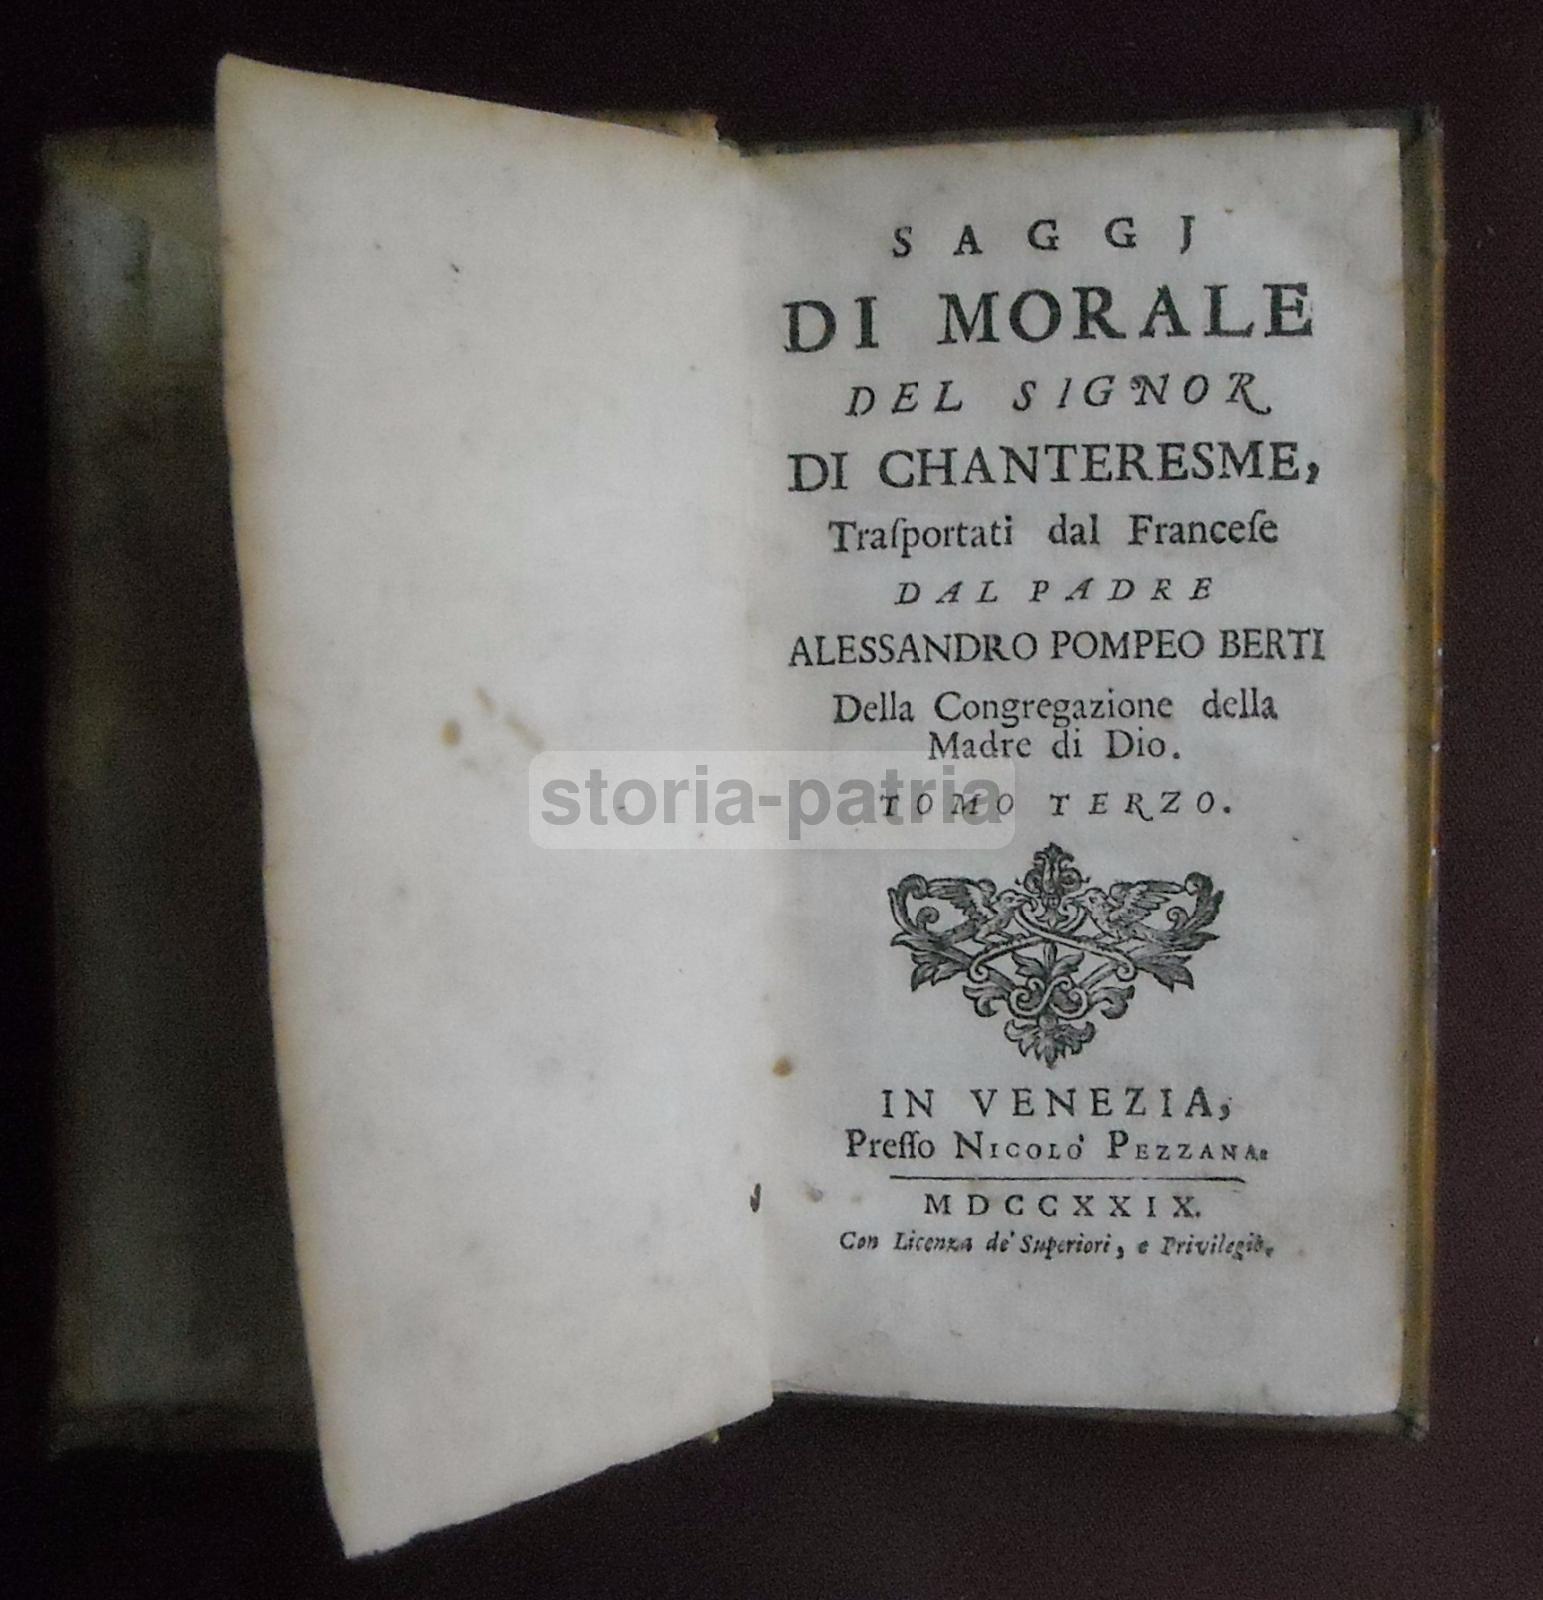 SAGGJ
DI MORALE
DEL SIGNOR
DI CHANTERESME,
Traſportati dal Franceſe
DAL PADRE
ALESSANDRO POMPEO BERTI
Della Congregazione della
Madre di Dio.
TOMO TERZO.
storia-patria
IN VENEZIA,
Preſſo NICOLO' PEZZANA.
MDCCXXIX.
Con Licenza de' Superiori, e Privilegio.